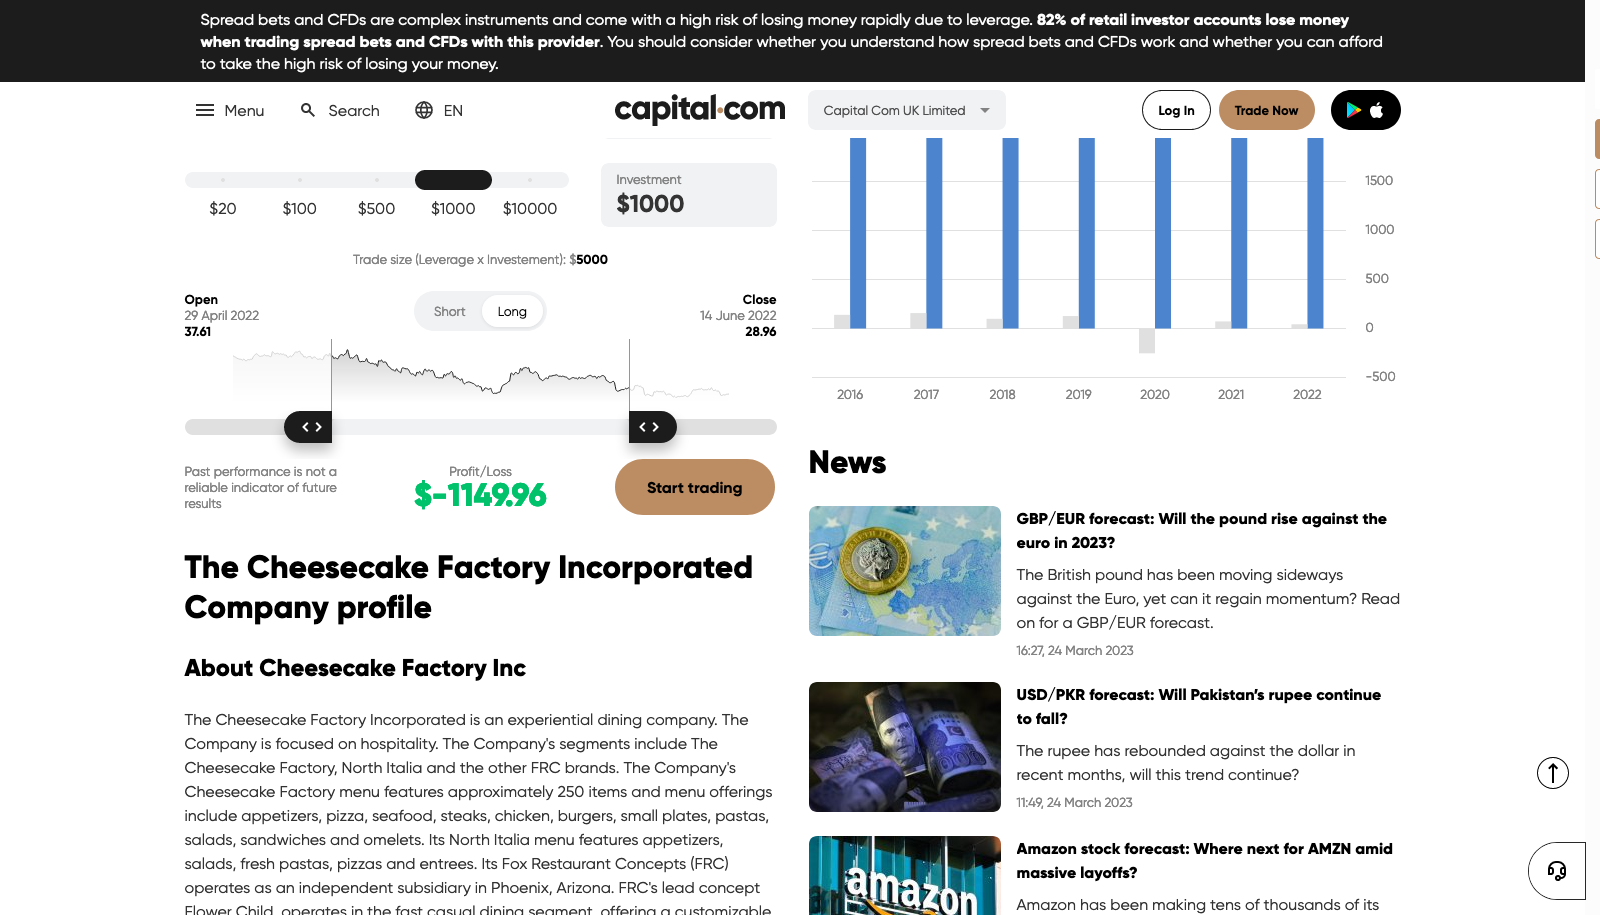 Spread bets and CFDs are complex instruments and come with a high risk of losing money rapidly due to leverage. 82% of retail investor accounts lose money
when trading spread bets and CFDs with this provider. You should consider whether you understand how spread bets and CFDs work and whether you can afford
to take the high risk of losing your money.
Menu
Search
EN
capital.com
Capital Com UK Limited
Log In
Trade Now
$20
$100
$500
$1000
$10000
Investment
$1000
Trade size (Leverage x Investement): $5000
Open
29 April 2022
37.61
Short
Long
Close
14 June 2022
28.96
Past performance is not a
reliable indicator of future
results
Profit/Loss
$-1149.96
Start trading
The Cheesecake Factory Incorporated
Company profile
About Cheesecake Factory Inc
The Cheesecake Factory Incorporated is an experiential dining company. The
Company is focused on hospitality. The Company's segments include The
Cheesecake Factory, North Italia and the other FRC brands. The Company's
Cheesecake Factory menu features approximately 250 items and menu offerings
include appetizers, pizza, seafood, steaks, chicken, burgers, small plates, pastas,
salads, sandwiches and omelets. Its North Italia menu features appetizers,
salads, fresh pastas, pizzas and entrees. Its Fox Restaurant Concepts (FRC)
operates as an independent subsidiary in Phoenix, Arizona. FRC's lead concept
Flower Child, operates in the fast casual dining segment, offering a customizable
1500
1000
500
0
-500
2016
2017
2018
2019
2020
2021
2022
News
GBP/EUR forecast: Will the pound rise against the
euro in 2023?
The British pound has been moving sideways
against the Euro, yet can it regain momentum? Read
on for a GBP/EUR forecast.
16:27, 24 March 2023
USD/PKR forecast: Will Pakistan's rupee continue
to fall?
The rupee has rebounded against the dollar in
recent months, will this trend continue?
11:49, 24 March 2023
amazon
Amazon stock forecast: Where next for AMZN amid
massive layoffs?
Amazon has been making tens of thousands of its